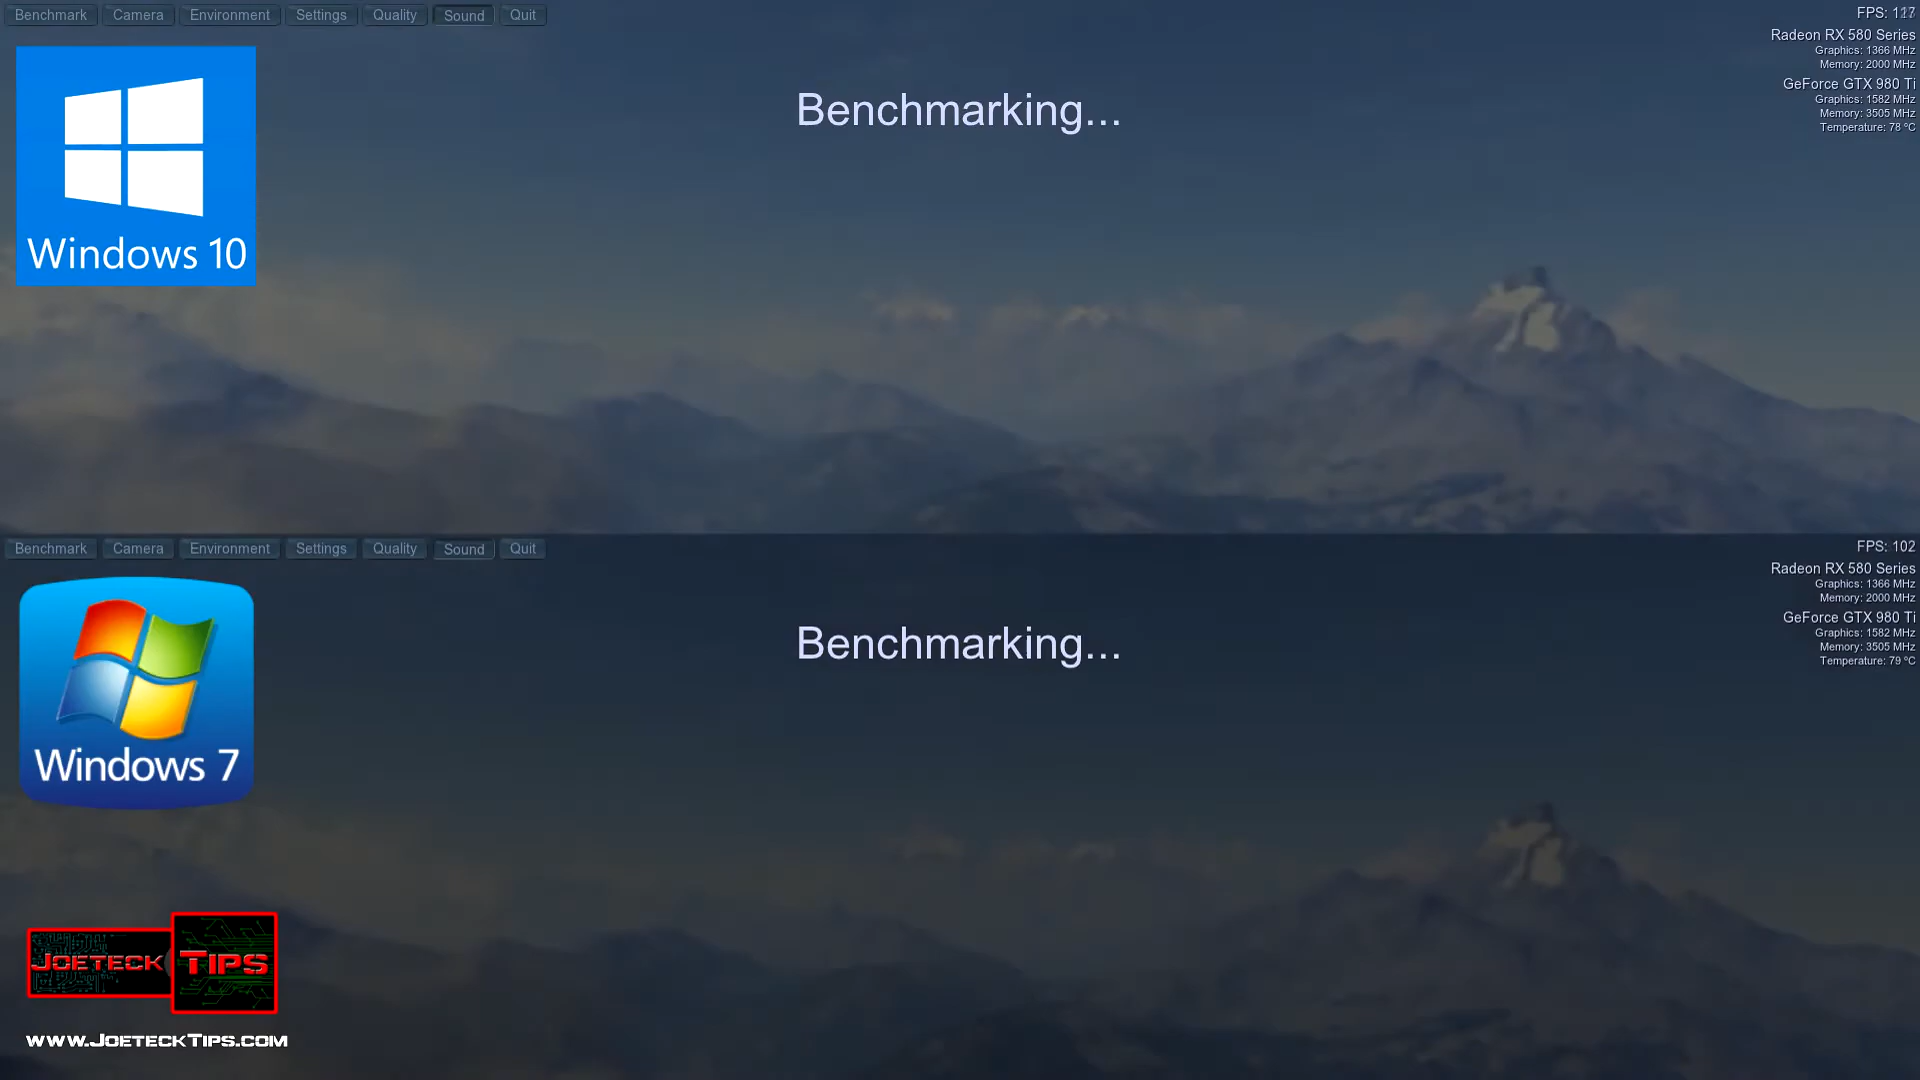 Benchmark Camera Environment Settings Quality Sound Quit
FPS: 117
Radeon RX 580 Series
Graphics: 1366 MHz
Memory: 2000 MHz
GeForce GTX 980 Ti
Graphics: 1582 MHz
Memory: 3505 MHz
Temperature: 78 °C
Benchmarking...
Windows 10
Benchmark Camera Environment Settings Quality Sound Quit
FPS: 102
Radeon RX 580 Series
Graphics: 1366 MHz
Memory: 2000 MHz
GeForce GTX 980 Ti
Graphics: 1582 MHz
Memory: 3505 MHz
Temperature: 79 °C
Benchmarking...
Windows 7
JOETECK TIPS
WWW.JOETECKTIPS.COM